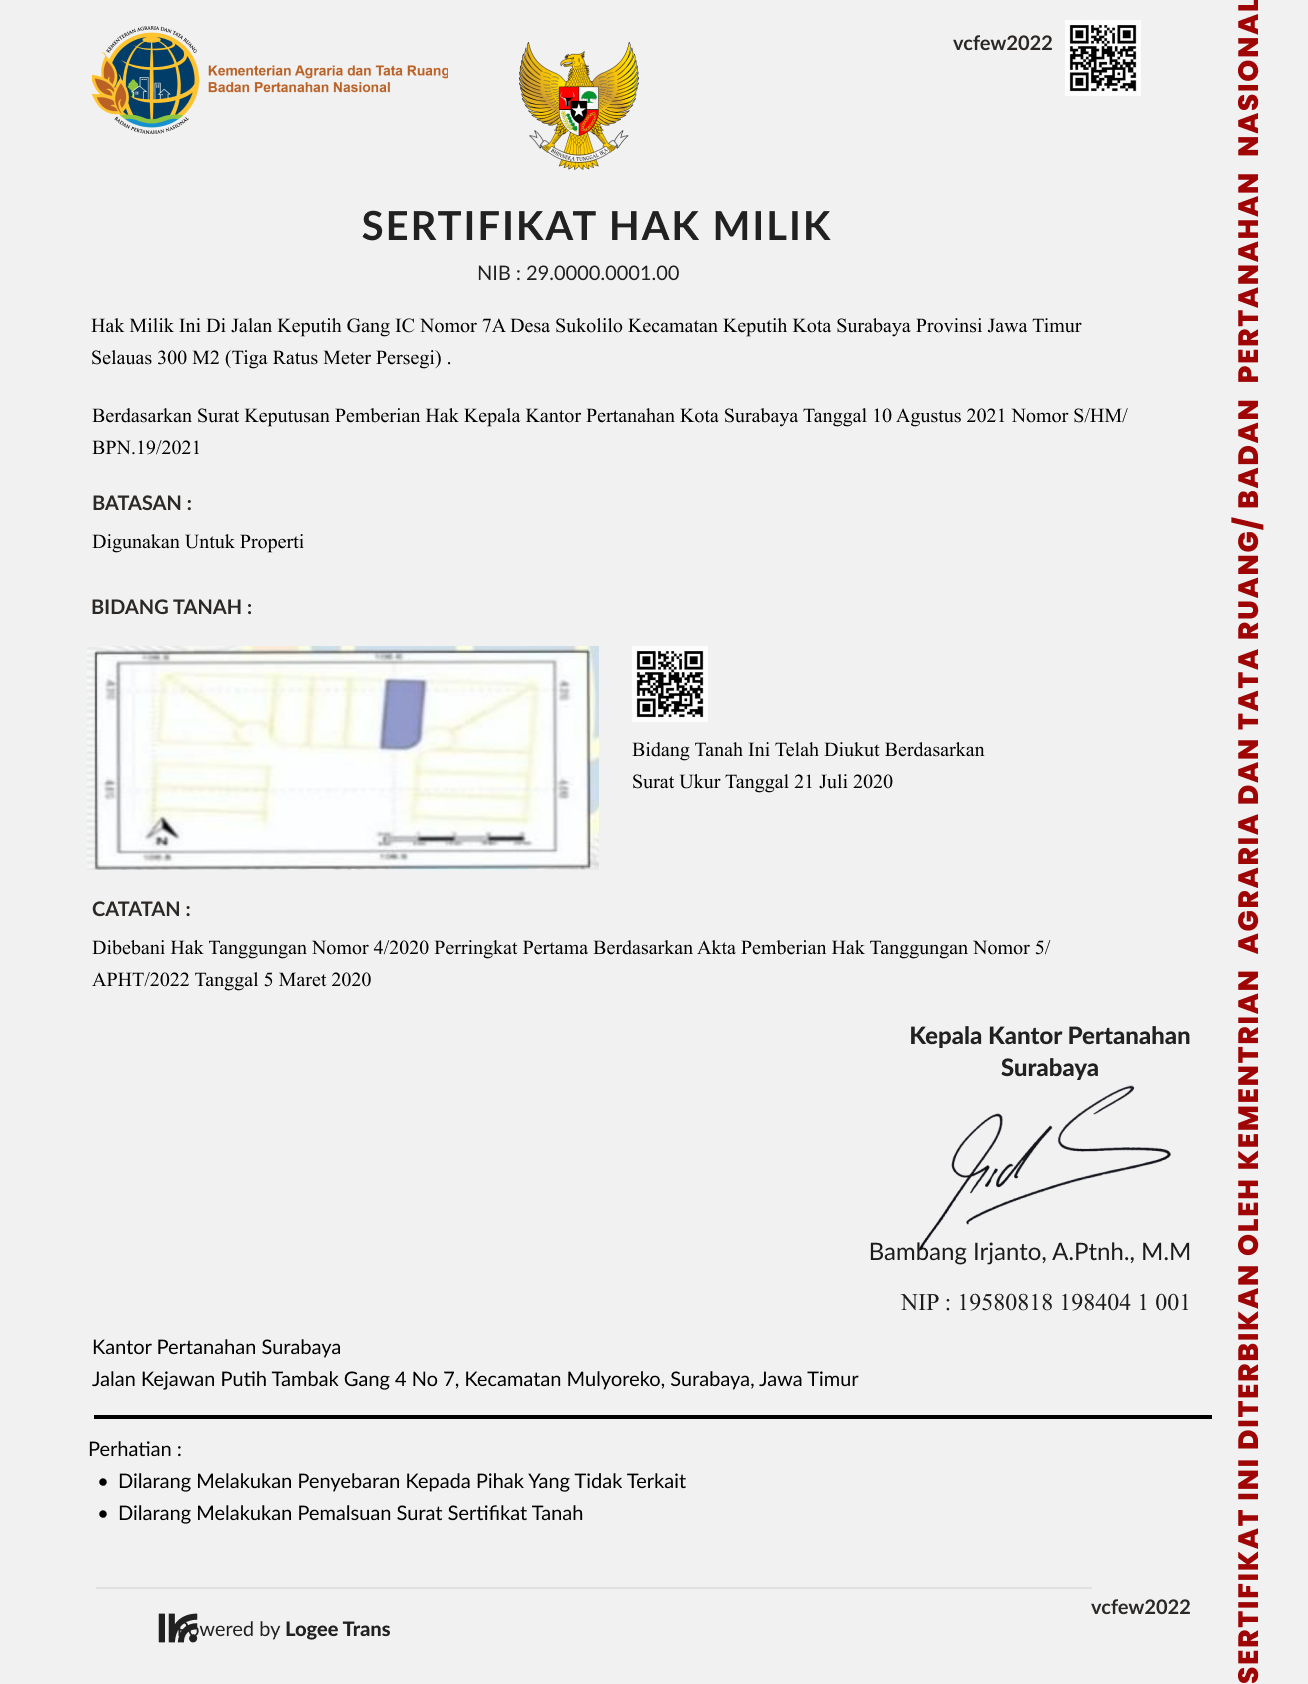 KEMENTERIAN AGRARIA DAN TATA RUANG
BADAN PERTANAHAN NASIONAL
Kementerian Agraria dan Tata Ruang
Badan Pertanahan Nasional
BHINNEKA TUNGGAL IKA
vcfew2022
SERTIFIKAT HAK MILIK
NIB : 29.0000.0001.00
Hak Milik Ini Di Jalan Keputih Gang IC Nomor 7A Desa Sukolilo Kecamatan Keputih Kota Surabaya Provinsi Jawa Timur
Selauas 300 M2 (Tiga Ratus Meter Persegi) .
Berdasarkan Surat Keputusan Pemberian Hak Kepala Kantor Pertanahan Kota Surabaya Tanggal 10 Agustus 2021 Nomor S/HM/
BPN.19/2021
BATASAN :
Digunakan Untuk Properti
BIDANG TANAH :
N
Bidang Tanah Ini Telah Diukut Berdasarkan
Surat Ukur Tanggal 21 Juli 2020
CATATAN :
Dibebani Hak Tanggungan Nomor 4/2020 Perringkat Pertama Berdasarkan Akta Pemberian Hak Tanggungan Nomor 5/
APHT/2022 Tanggal 5 Maret 2020
Kepala Kantor Pertanahan
Surabaya
Bambang Irjanto, A.Ptnh., M.M
NIP : 19580818 198404 1 001
Kantor Pertanahan Surabaya
Jalan Kejawan Putih Tambak Gang 4 No 7, Kecamatan Mulyoreko, Surabaya, Jawa Timur
Perhatian :
• Dilarang Melakukan Penyebaran Kepada Pihak Yang Tidak Terkait
• Dilarang Melakukan Pemalsuan Surat Sertifikat Tanah
vcfew2022
Powered by Logee Trans
SERTIFIKAT INI DITERBIKAN OLEH KEMENTRIAN AGRARIA DAN TATA RUANG/ BADAN PERTANAHAN NASIONAL